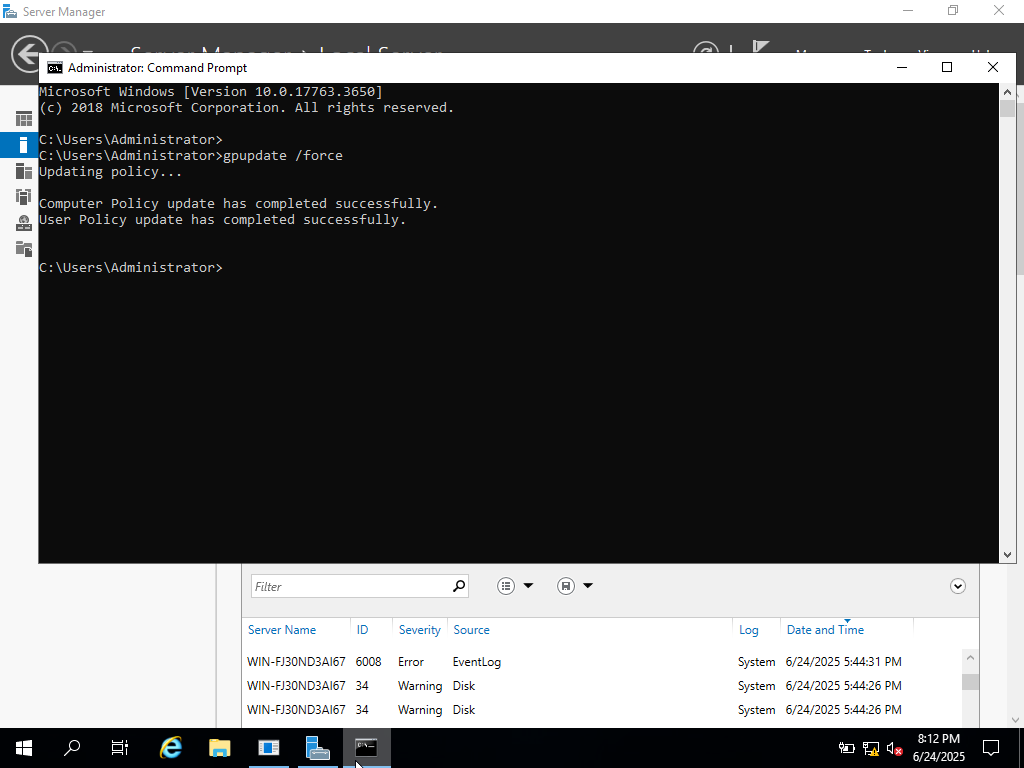 Server Manager
Administrator: Command Prompt
Microsoft Windows [Version 10.0.17763.3650]
(c) 2018 Microsoft Corporation. All rights reserved.
C:\Users\Administrator>
C:\Users\Administrator>gpupdate /force
Updating policy...
Computer Policy update has completed successfully.
User Policy update has completed successfully.
C:\Users\Administrator>
Filter
Server Name ID Severity Source Log Date and Time
WIN-FJ30ND3AI67 6008 Error EventLog System 6/24/2025 5:44:31 PM
WIN-FJ30ND3AI67 34 Warning Disk System 6/24/2025 5:44:26 PM
WIN-FJ30ND3AI67 34 Warning Disk System 6/24/2025 5:44:26 PM
8:12 PM
6/24/2025